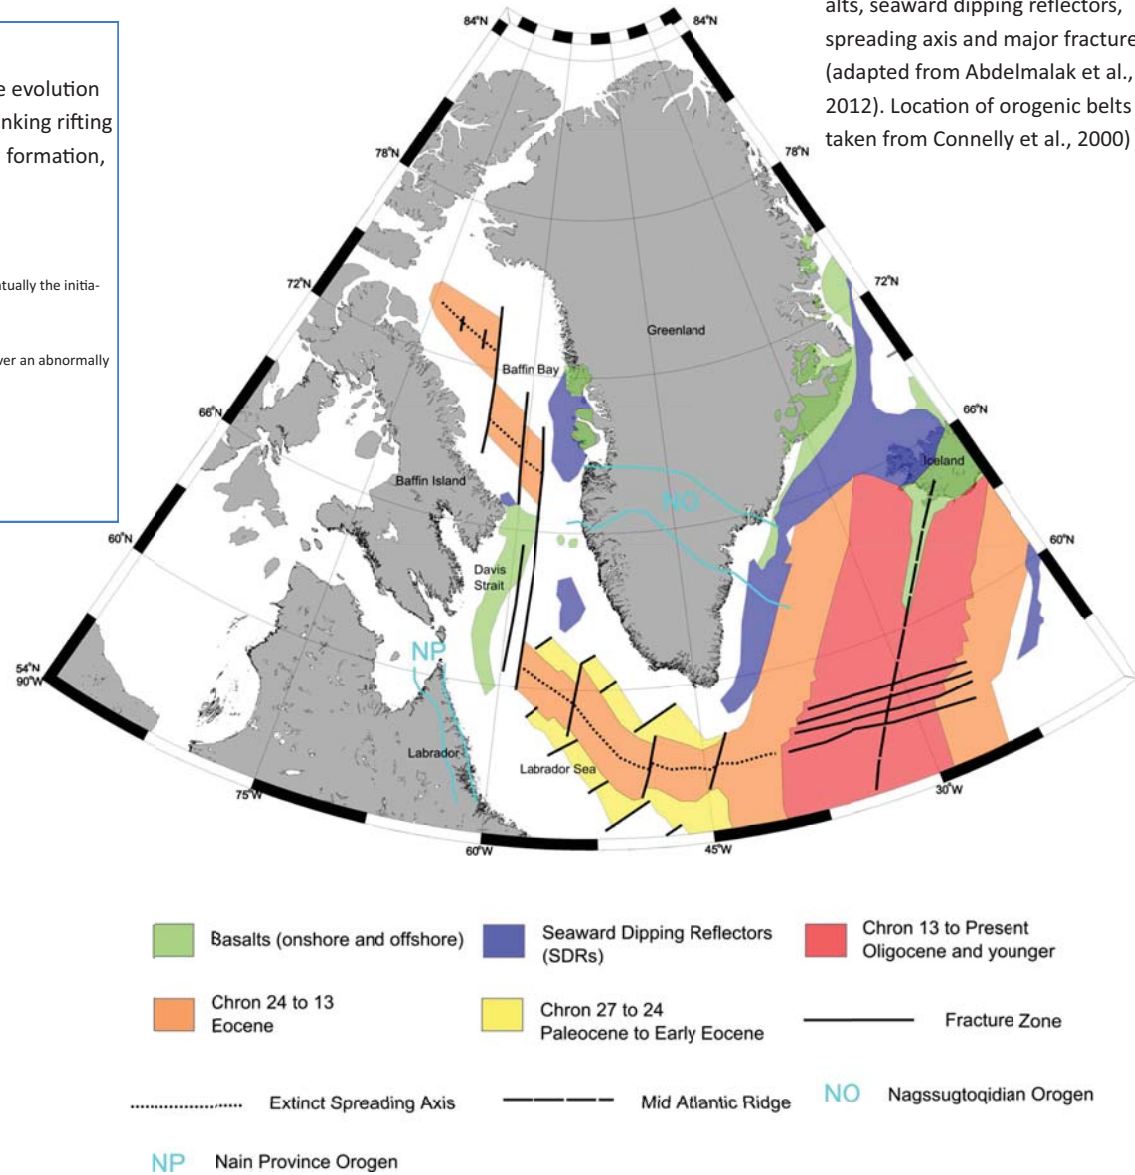 e evolution
nking rifting
formation,
tually the initia-
ver an abnormally
alts, seaward dipping reflectors,
spreading axis and major fracture
(adapted from Abdelmalak et al.,
2012). Location of orogenic belts
taken from Connelly et al., 2000)
84°N
84°N
78°N
78°N
72°N
72°N
Greenland
Baffin Bay
66°N
66°N
Iceland
Baffin Island
NO
60°N
60°N
Davis
Strait
NP
54°N
90°W
Labrador
Labrador Sea
75°W
30°W
60°W
45°W
Basalts (onshore and offshore)
Seaward Dipping Reflectors
(SDRs)
Chron 13 to Present
Oligocene and younger
Chron 24 to 13
Eocene
Chron 27 to 24
Paleocene to Early Eocene
Fracture Zone
Extinct Spreading Axis
Mid Atlantic Ridge
NO Nagssugtoqidian Orogen
NP Nain Province Orogen